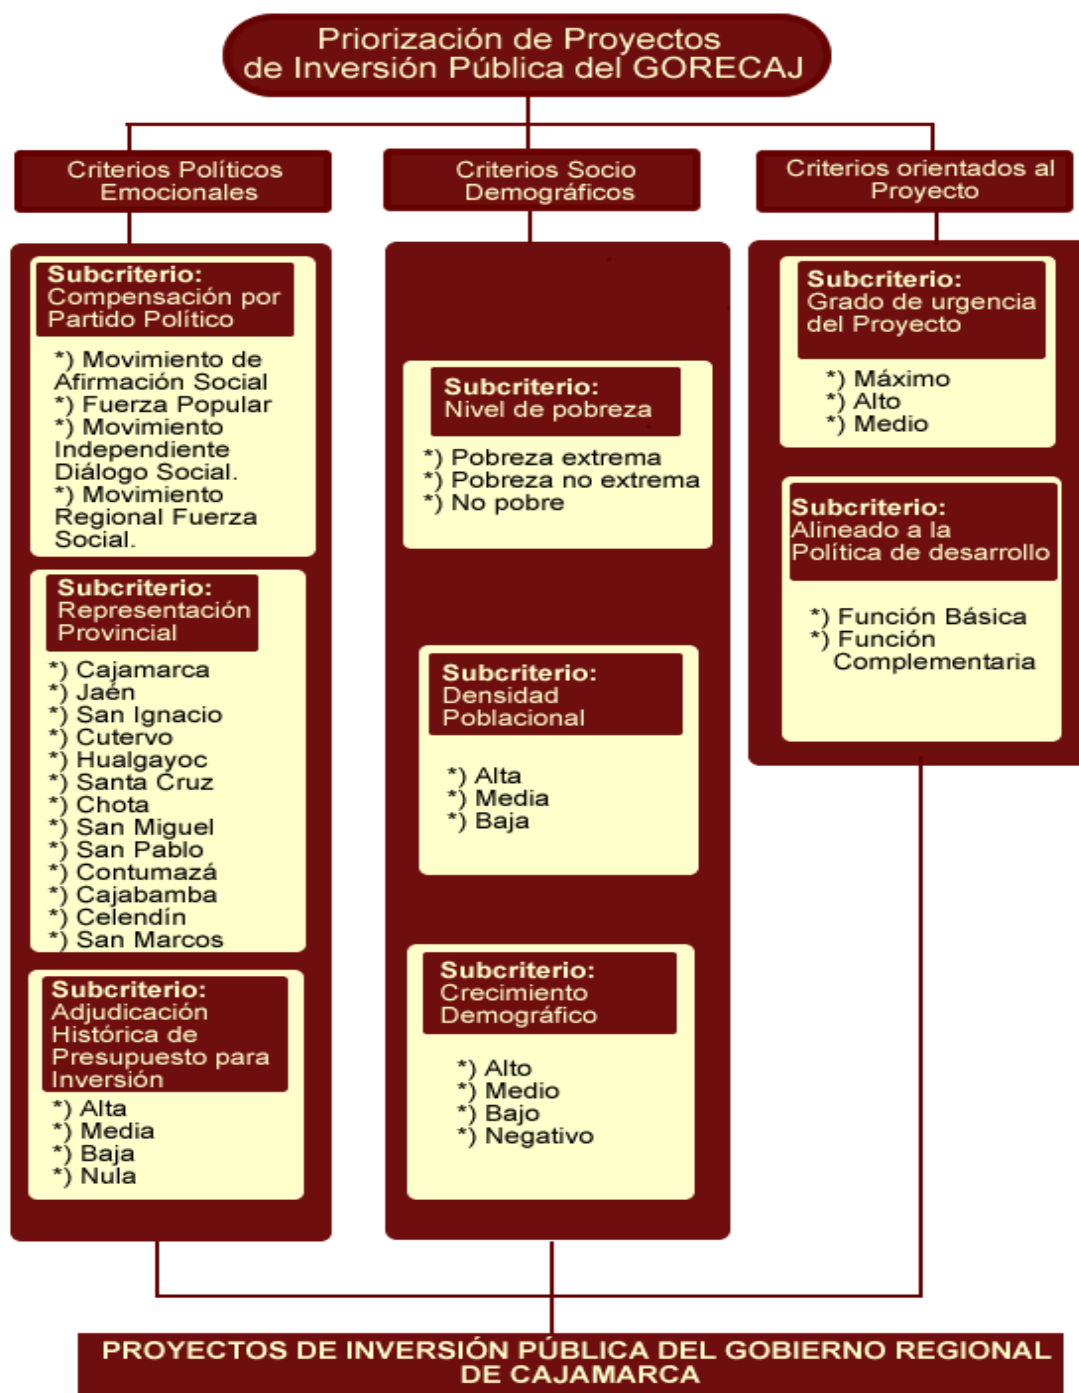 Priorización de Proyectos
de Inversión Pública del GORECAJ
Criterios Políticos
Emocionales
Subcriterio:
Compensación por
Partido Político
*) Movimiento de
Afirmación Social
*) Fuerza Popular
*) Movimiento
Independiente
Diálogo Social.
*) Movimiento
Regional Fuerza
Social.
Subcriterio:
Representación
Provincial
*) Cajamarca
*) Jaén
*) San Ignacio
*) Cutervo
*) Hualgayoc
*) Santa Cruz
*) Chota
*) San Miguel
*) San Pablo
*) Contumazá
*) Cajabamba
*) Celendín
*) San Marcos
Subcriterio:
Adjudicación
Histórica de
Presupuesto para
Inversión
*) Alta
*) Media
*) Baja
*) Nula
Criterios Socio
Demográficos
Subcriterio:
Nivel de pobreza
*) Pobreza extrema
*) Pobreza no extrema
*) No pobre
Subcriterio:
Densidad
Poblacional
*) Alta
*) Media
*) Baja
Subcriterio:
Crecimiento
Demográfico
*) Alto
*) Medio
*) Bajo
*) Negativo
Criterios orientados al
Proyecto
Subcriterio:
Grado de urgencia
del Proyecto
*) Máximo
*) Alto
*) Medio
Subcriterio:
Alineado a la
Política de desarrollo
*) Función Básica
*) Función
Complementaria
PROYECTOS DE INVERSIÓN PÚBLICA DEL GOBIERNO REGIONAL
DE CAJAMARCA